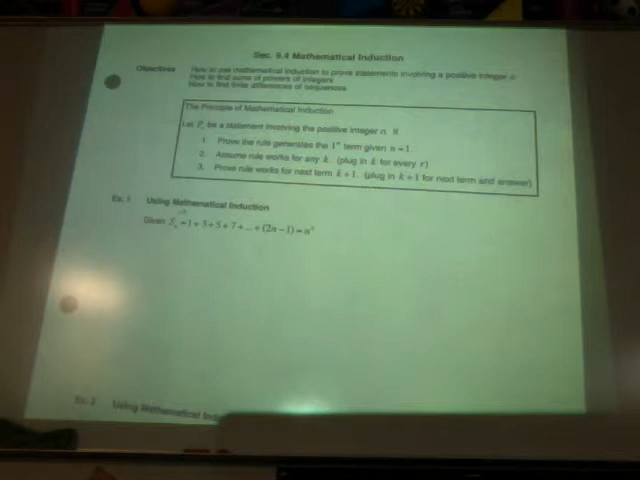 Sec. 9.4 Mathematical Induction
Objectives How to use mathematical induction to prove statements involving a positive integer n
How to find sums of powers of integers
How to find finite differences of sequences
The Principle of Mathematical Induction
Let Pₙ be a statement involving the positive integer n. If
1. Prove the rule generates the 1ˢᵗ term given n = 1.
2. Assume rule works for any k. (plug in k for every r)
3. Prove rule works for next term k + 1. (plug in k + 1 for next term and answer)
Ex. 1 Using Mathematical Induction
Given Sₙ = 1 + 3 + 5 + 7 + ... + (2n − 1) = n²
Ex. 2 Using Mathematical